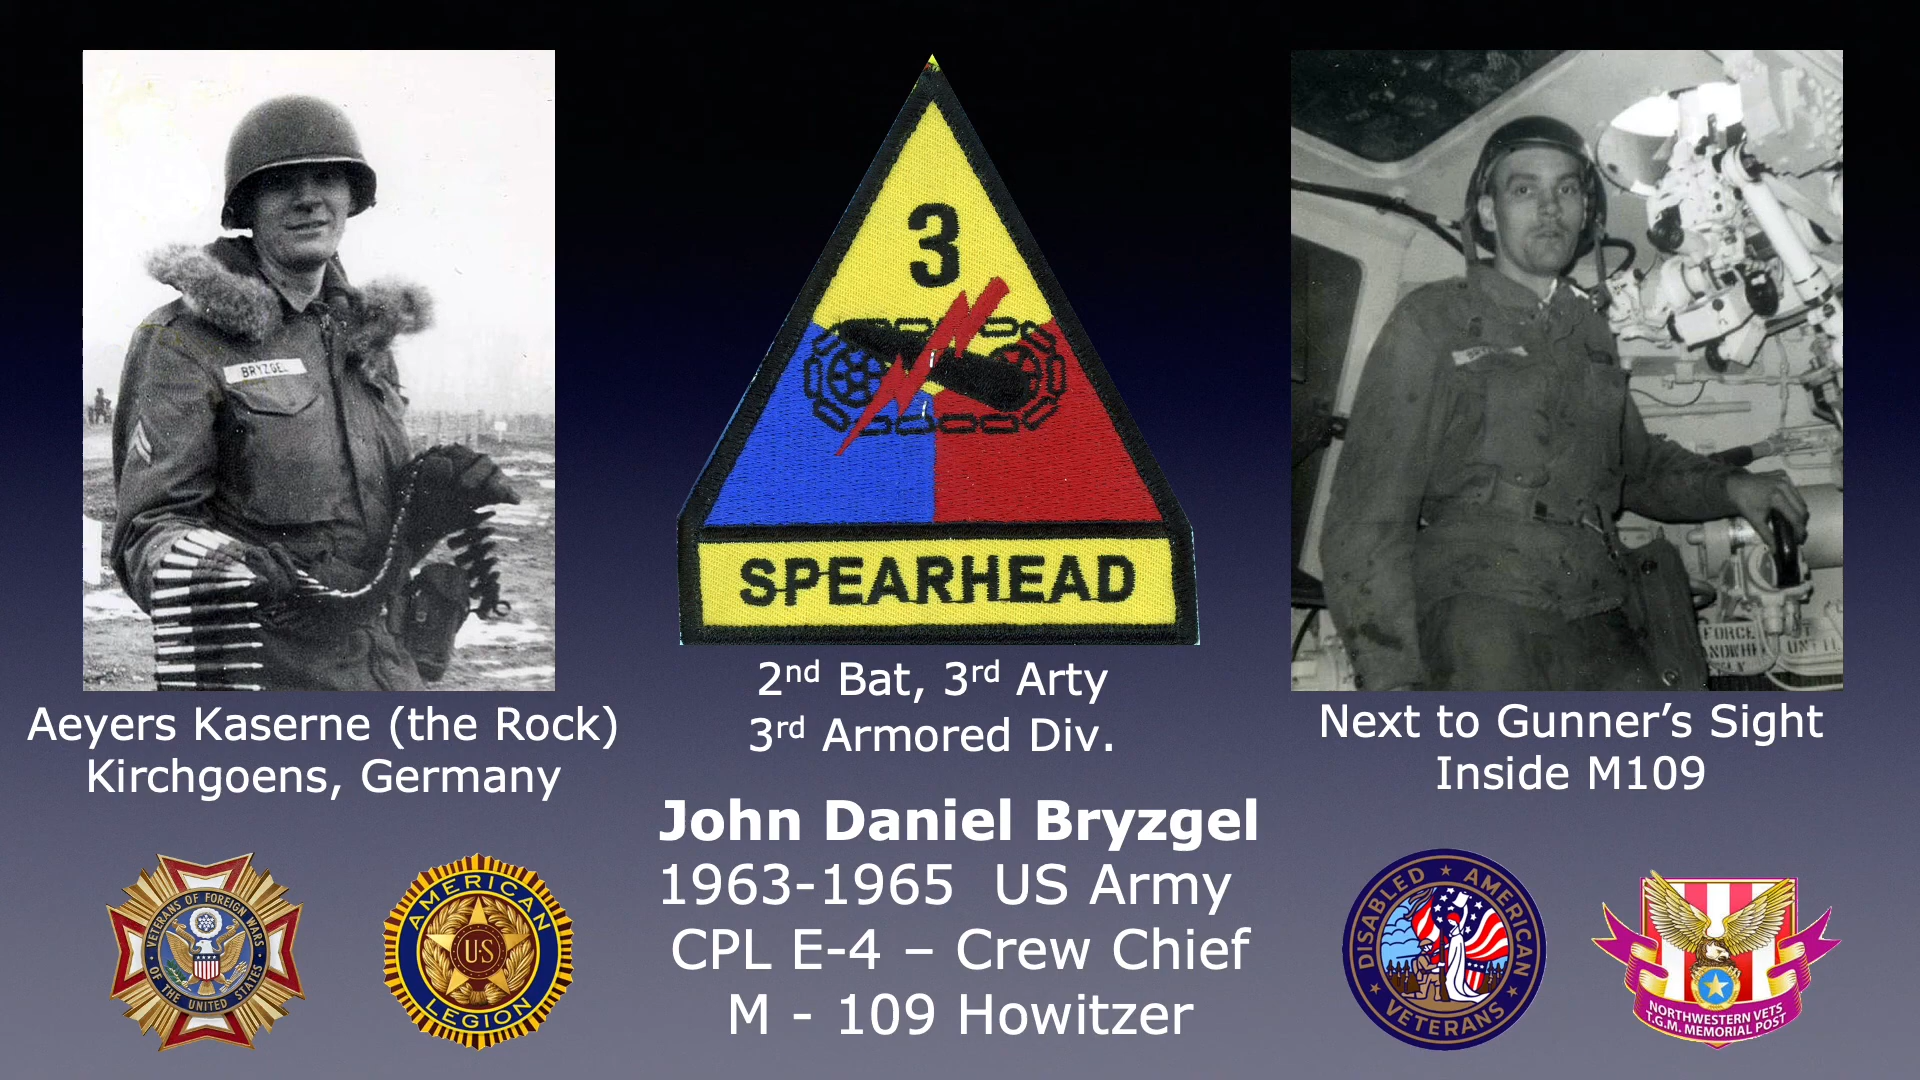 BRYZGEL
3
SPEARHEAD
2nd Bat, 3rd Arty
3rd Armored Div.
Aeyers Kaserne (the Rock)
Kirchgoens, Germany
Next to Gunner’s Sight
Inside M109
John Daniel Bryzgel
1963-1965 US Army
CPL E-4 – Crew Chief
M - 109 Howitzer
VETERANS OF FOREIGN WARS
OF THE UNITED STATES
AMERICAN
U·S
LEGION
DISABLED ★ AMERICAN
★ VETERANS ★
NORTHWESTERN VETS
T.G.M. MEMORIAL POST
FORCE